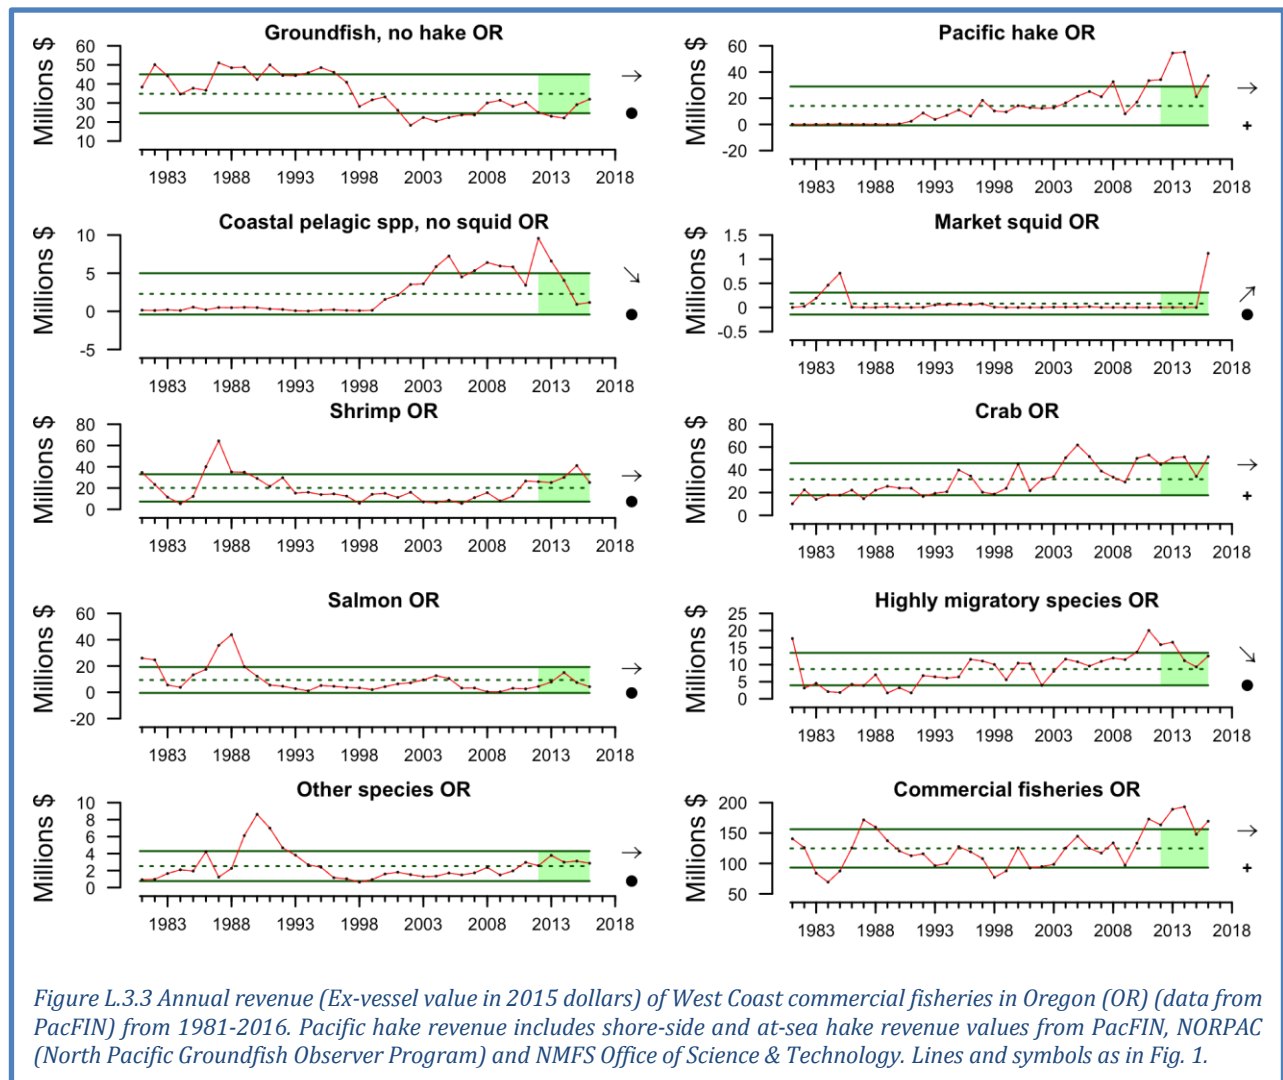 Groundfish, no hake OR
Millions $
60
50
40
30
20
10
1983 1988 1993 1998 2003 2008 2013 2018
→
●
Pacific hake OR
Millions $
60
40
20
0
-20
1983 1988 1993 1998 2003 2008 2013 2018
→
+
Coastal pelagic spp, no squid OR
Millions $
10
5
0
-5
1983 1988 1993 1998 2003 2008 2013 2018
↘
●
Market squid OR
Millions $
1.5
1
0.5
0
-0.5
1983 1988 1993 1998 2003 2008 2013 2018
↗
●
Shrimp OR
Millions $
80
60
40
20
0
1983 1988 1993 1998 2003 2008 2013 2018
→
●
Crab OR
Millions $
80
60
40
20
0
1983 1988 1993 1998 2003 2008 2013 2018
→
+
Salmon OR
Millions $
60
40
20
0
-20
1983 1988 1993 1998 2003 2008 2013 2018
→
●
Highly migratory species OR
Millions $
25
20
15
10
5
0
1983 1988 1993 1998 2003 2008 2013 2018
↘
●
Other species OR
Millions $
10
8
6
4
2
0
1983 1988 1993 1998 2003 2008 2013 2018
→
●
Commercial fisheries OR
Millions $
200
150
100
50
1983 1988 1993 1998 2003 2008 2013 2018
→
+
Figure L.3.3 Annual revenue (Ex-vessel value in 2015 dollars) of West Coast commercial fisheries in Oregon (OR) (data from
PacFIN) from 1981-2016. Pacific hake revenue includes shore-side and at-sea hake revenue values from PacFIN, NORPAC
(North Pacific Groundfish Observer Program) and NMFS Office of Science & Technology. Lines and symbols as in Fig. 1.